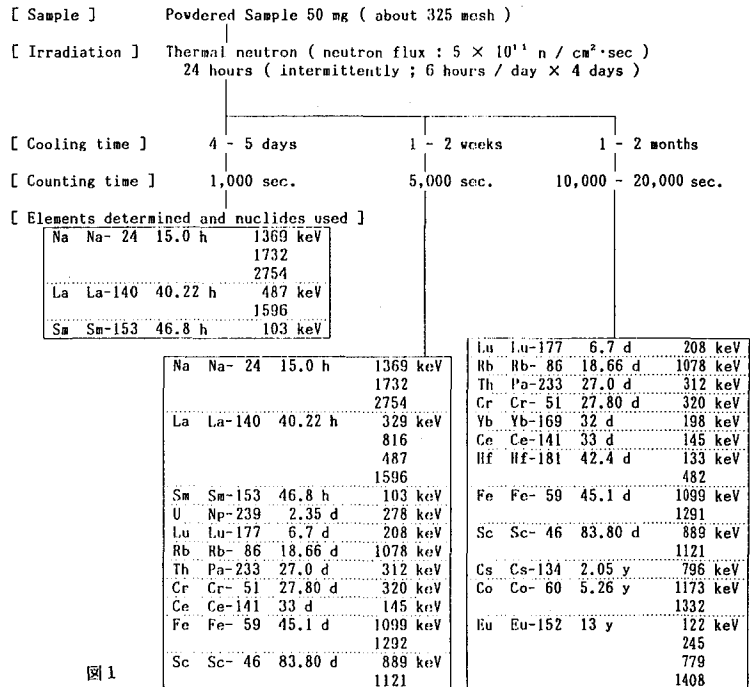 [ Sample ] Powdered Sample 50 mg ( about 325 mesh )
[ Irradiation ] Thermal neutron ( neutron flux : 5 × 10¹¹ n / cm²·sec )
24 hours ( intermittently ; 6 hours / day × 4 days )
[ Cooling time ] 4 - 5 days 1 - 2 weeks 1 - 2 months
[ Counting time ] 1,000 sec. 5,000 sec. 10,000 - 20,000 sec.
[ Elements determined and nuclides used ]
Na Na- 24 15.0 h 1369 keV
1732
2754
La La-140 40.22 h 487 keV
1596
Sm Sm-153 46.8 h 103 keV
Na Na- 24 15.0 h 1369 keV
1732
2754
La La-140 40.22 h 329 keV
816
487
1596
Sm Sm-153 46.8 h 103 keV
U Np-239 2.35 d 278 keV
Lu Lu-177 6.7 d 208 keV
Rb Rb- 86 18.66 d 1078 keV
Th Pa-233 27.0 d 312 keV
Cr Cr- 51 27.80 d 320 keV
Ce Ce-141 33 d 145 keV
Fe Fe- 59 45.1 d 1099 keV
1292
Sc Sc- 46 83.80 d 889 keV
1121
Lu Lu-177 6.7 d 208 keV
Rb Rb- 86 18.66 d 1078 keV
Th Pa-233 27.0 d 312 keV
Cr Cr- 51 27.80 d 320 keV
Yb Yb-169 32 d 198 keV
Ce Ce-141 33 d 145 keV
Hf Hf-181 42.4 d 133 keV
482
Fe Fe- 59 45.1 d 1099 keV
1291
Sc Sc- 46 83.80 d 889 keV
1121
Cs Cs-134 2.05 y 796 keV
Co Co- 60 5.26 y 1173 keV
1332
Eu Eu-152 13 y 122 keV
245
779
1408
図1